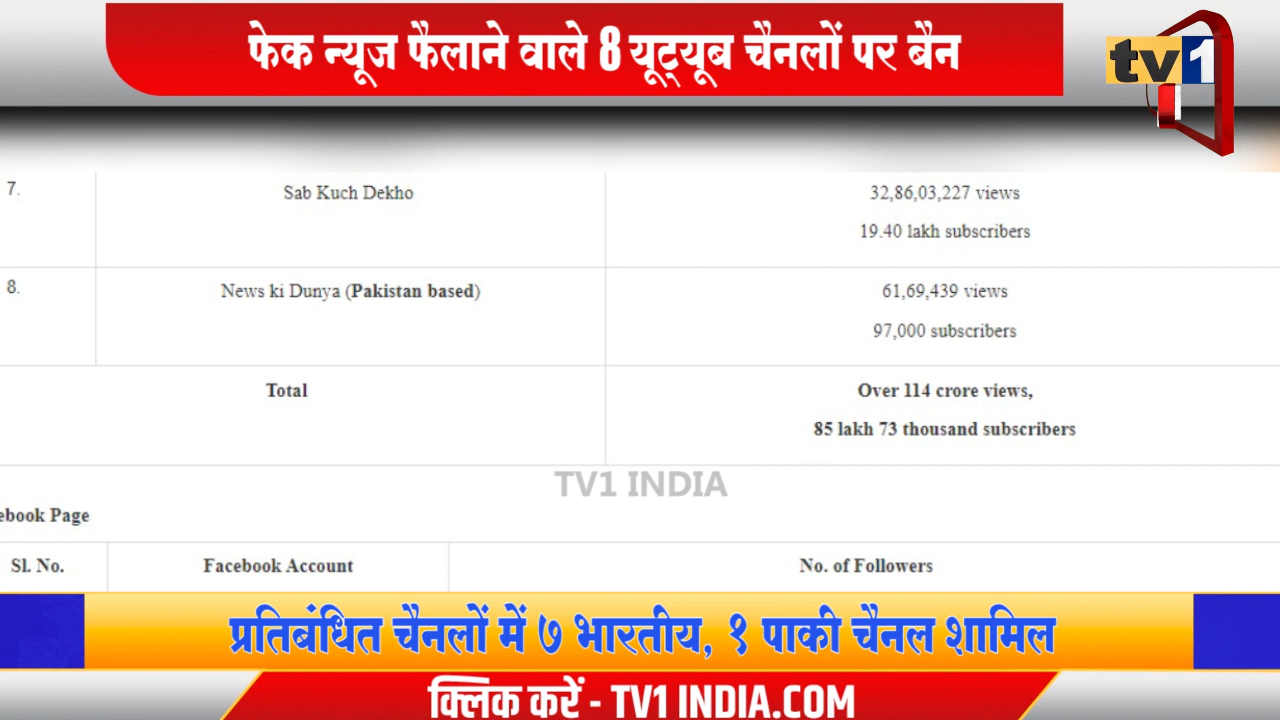 फेक न्यूज फैलाने वाले 8 यूट्यूब चैनलों पर बैन
tv1
7.
Sab Kuch Dekho
32,86,03,227 views
19.40 lakh subscribers
8.
News ki Dunya (Pakistan based)
61,69,439 views
97,000 subscribers
Total
Over 114 crore views,
85 lakh 73 thousand subscribers
TV1 INDIA
ebook Page
Sl. No.
Facebook Account
No. of Followers
प्रतिबंधित चैनलों में ७ भारतीय, १ पाकी चैनल शामिल
क्लिक करें - TV1 INDIA.COM